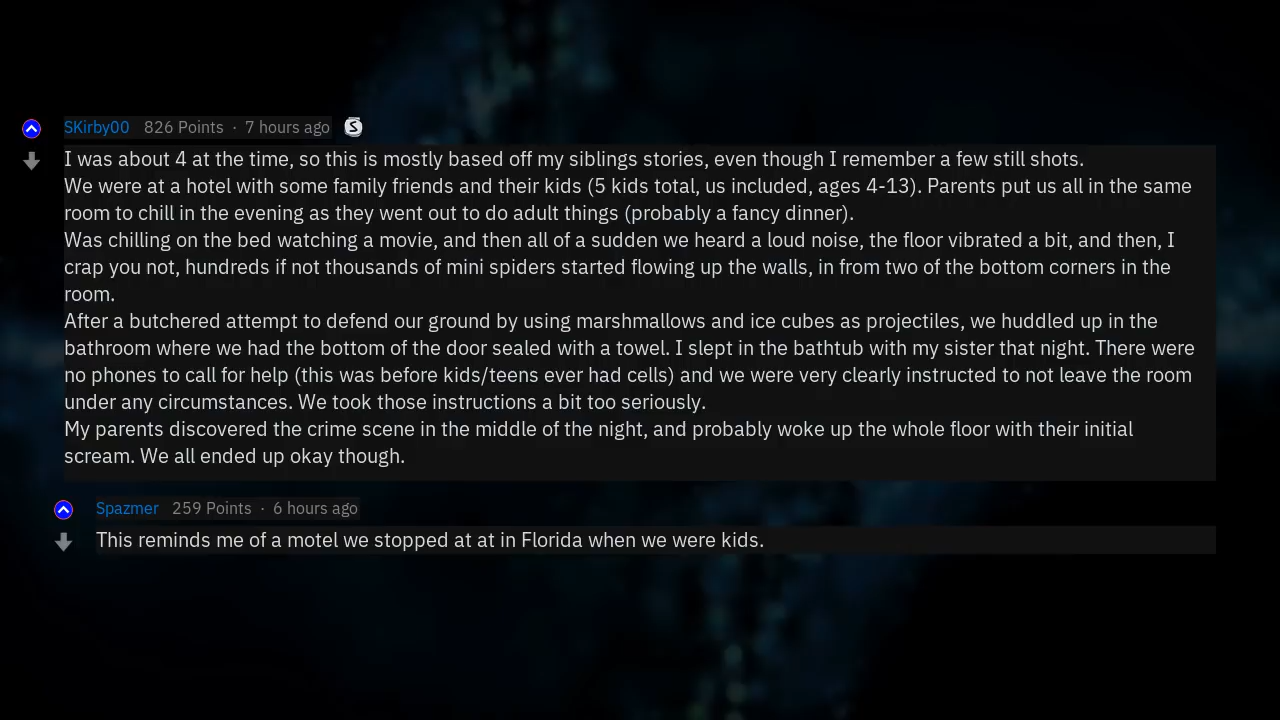 SKirby00 826 Points · 7 hours ago S
I was about 4 at the time, so this is mostly based off my siblings stories, even though I remember a few still shots.
We were at a hotel with some family friends and their kids (5 kids total, us included, ages 4-13). Parents put us all in the same
room to chill in the evening as they went out to do adult things (probably a fancy dinner).
Was chilling on the bed watching a movie, and then all of a sudden we heard a loud noise, the floor vibrated a bit, and then, I
crap you not, hundreds if not thousands of mini spiders started flowing up the walls, in from two of the bottom corners in the
room.
After a butchered attempt to defend our ground by using marshmallows and ice cubes as projectiles, we huddled up in the
bathroom where we had the bottom of the door sealed with a towel. I slept in the bathtub with my sister that night. There were
no phones to call for help (this was before kids/teens ever had cells) and we were very clearly instructed to not leave the room
under any circumstances. We took those instructions a bit too seriously.
My parents discovered the crime scene in the middle of the night, and probably woke up the whole floor with their initial
scream. We all ended up okay though.
Spazmer 259 Points · 6 hours ago
This reminds me of a motel we stopped at at in Florida when we were kids.